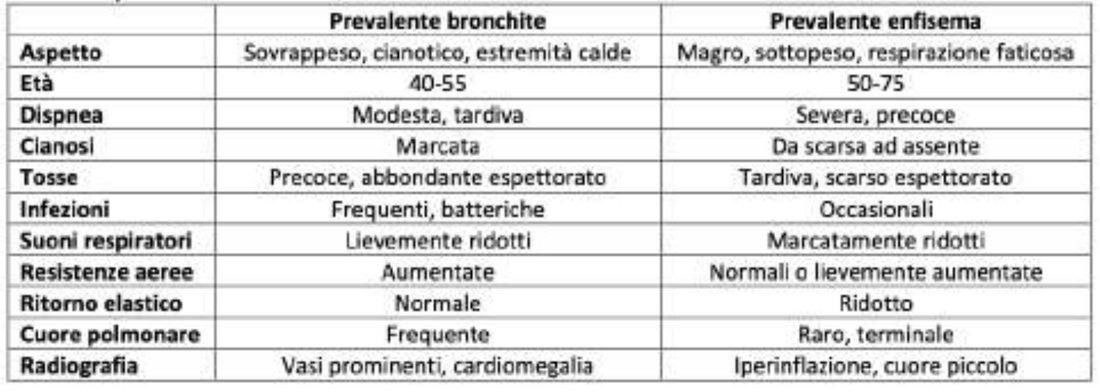 Prevalente bronchite Prevalente enfisema
Aspetto Sovrappeso, cianotico, estremità calde Magro, sottopeso, respirazione faticosa
Età 40-55 50-75
Dispnea Modesta, tardiva Severa, precoce
Cianosi Marcata Da scarsa ad assente
Tosse Precoce, abbondante espettorato Tardiva, scarso espettorato
Infezioni Frequenti, batteriche Occasionali
Suoni respiratori Lievemente ridotti Marcatamente ridotti
Resistenze aeree Aumentate Normali o lievemente aumentate
Ritorno elastico Normale Ridotto
Cuore polmonare Frequente Raro, terminale
Radiografia Vasi prominenti, cardiomegalia Iperinflazione, cuore piccolo